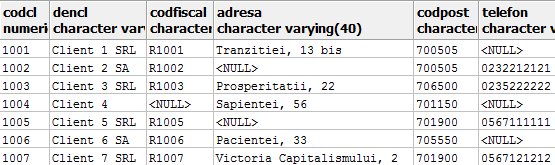 codcl dencl codfiscal adresa codpost telefon
numeri character vary character character varying(40) character character v
1001 Client 1 SRL R1001 Tranzitiei, 13 bis 700505 <NULL>
1002 Client 2 SA R1002 <NULL> 700505 0232212121
1003 Client 3 SRL R1003 Prosperitatii, 22 706500 0235222222
1004 Client 4 <NULL> Sapientei, 56 701150 <NULL>
1005 Client 5 SRL R1005 <NULL> 701900 0567111111
1006 Client 6 SA R1006 Pacientei, 33 705550 <NULL>
1007 Client 7 SRL R1007 Victoria Capitalismului, 2 701900 0567121212